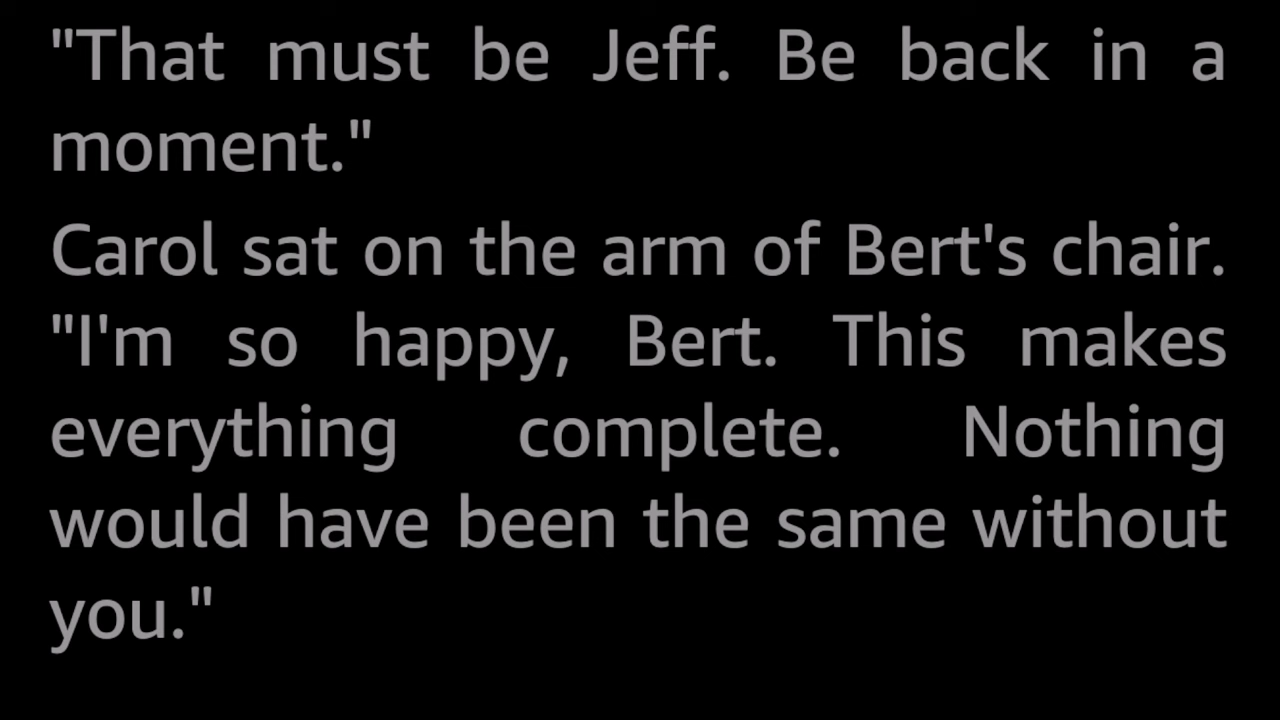 "That must be Jeff. Be back in a
moment."
Carol sat on the arm of Bert's chair.
"I'm so happy, Bert. This makes
everything complete. Nothing
would have been the same without
you."